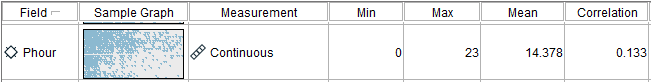 Field Sample Graph Measurement Min Max Mean Correlation
Phour Continuous 0 23 14.378 0.133